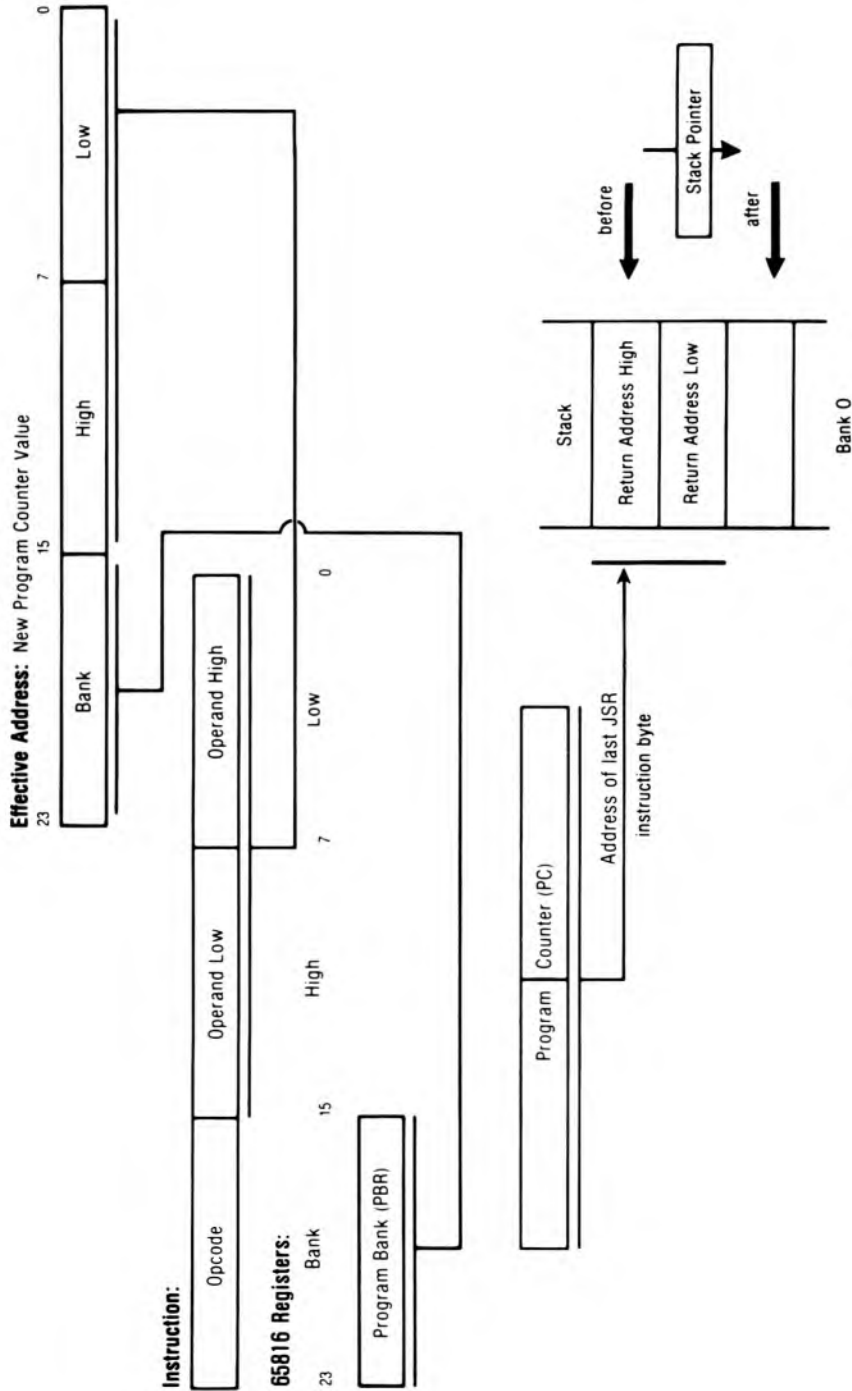 Effective Address: New Program Counter Value
23 15 7 0
Bank High Low
Instruction:
Opcode Operand Low Operand High
65816 Registers:
Bank High Low
23 15 7 0
Program Bank (PBR)
Program Counter (PC)
Address of last JSR
instruction byte
Stack
Return Address High
Return Address Low
Bank 0
before
after
Stack Pointer